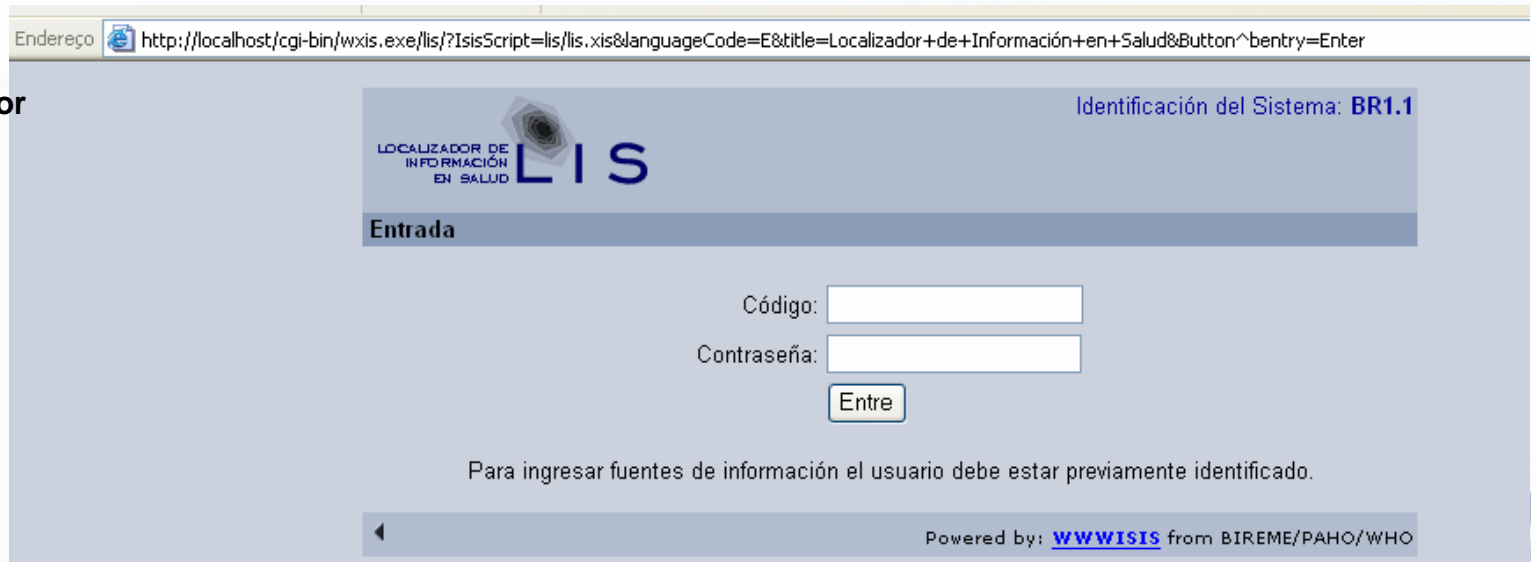 Endereço http://localhost/cgi-bin/wxis.exe/lis/?IsisScript=lis/lis.xis&languageCode=E&title=Localizador+de+Información+en+Salud&Button^bentry=Enter
or
Identificación del Sistema: BR1.1
LOCALIZADOR DE
INFORMACIÓN
EN SALUD
LIS
Entrada
Código:
Contraseña:
Entre
Para ingresar fuentes de información el usuario debe estar previamente identificado.
Powered by: WWWISIS from BIREME/PAHO/WHO